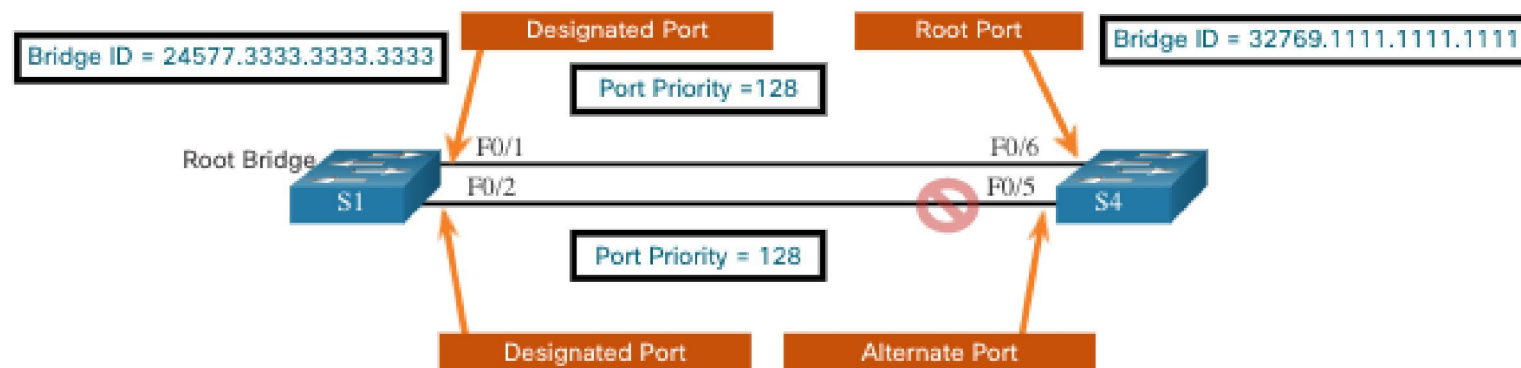 Designated Port
Root Port
Bridge ID = 24577.3333.3333.3333
Bridge ID = 32769.1111.1111.1111
Port Priority =128
Root Bridge
F0/1
F0/6
F0/2
F0/5
S1
S4
Port Priority = 128
Designated Port
Alternate Port